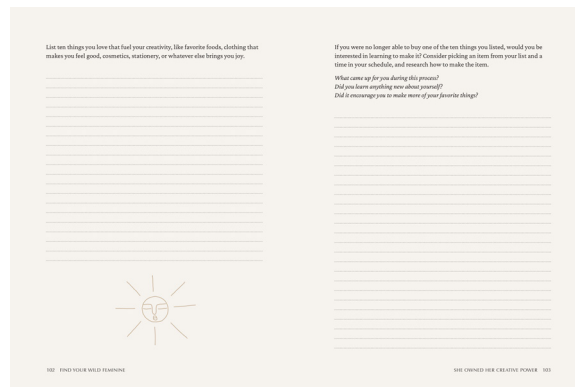 List ten things you love that fuel your creativity, like favorite foods, clothing that
makes you feel good, cosmetics, stationery, or whatever else brings you joy.
102 FIND YOUR WILD FEMININE
If you were no longer able to buy one of the ten things you listed, would you be
interested in learning to make it? Consider picking an item from your list and a
time in your schedule, and research how to make the item.
What came up for you during this process?
Did you learn anything new about yourself?
Did it encourage you to make more of your favorite things?
SHE OWNED HER CREATIVE POWER 103